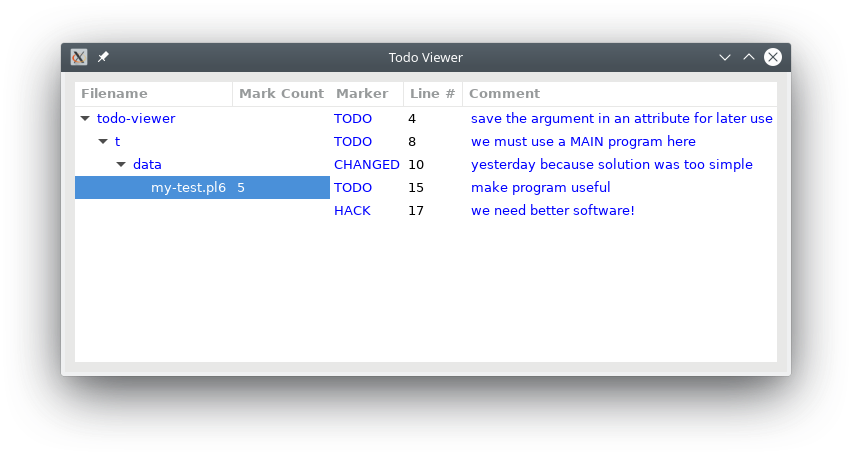 Todo Viewer
Filename Mark Count Marker Line # Comment
todo-viewer TODO 4 save the argument in an attribute for later use
t TODO 8 we must use a MAIN program here
data CHANGED 10 yesterday because solution was too simple
my-test.pl6 5 TODO 15 make program useful
HACK 17 we need better software!